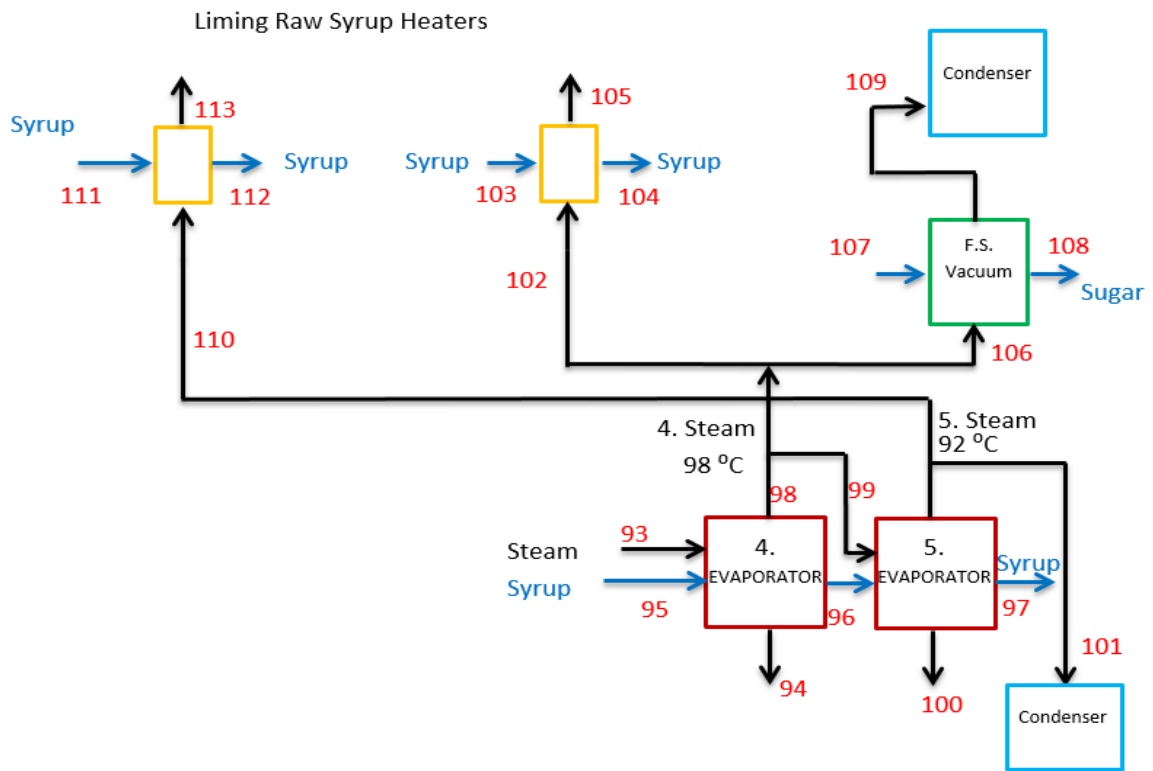 Liming Raw Syrup Heaters
Condenser
109
113
105
Syrup
Syrup
Syrup
Syrup
111
112
103
104
107
F.S.
Vacuum
108
Sugar
102
110
106
4. Steam
98 °C
5. Steam
92 °C
98
99
93
Steam
Syrup
95
4.
EVAPORATOR
96
5.
EVAPORATOR
Syrup
97
94
100
101
Condenser